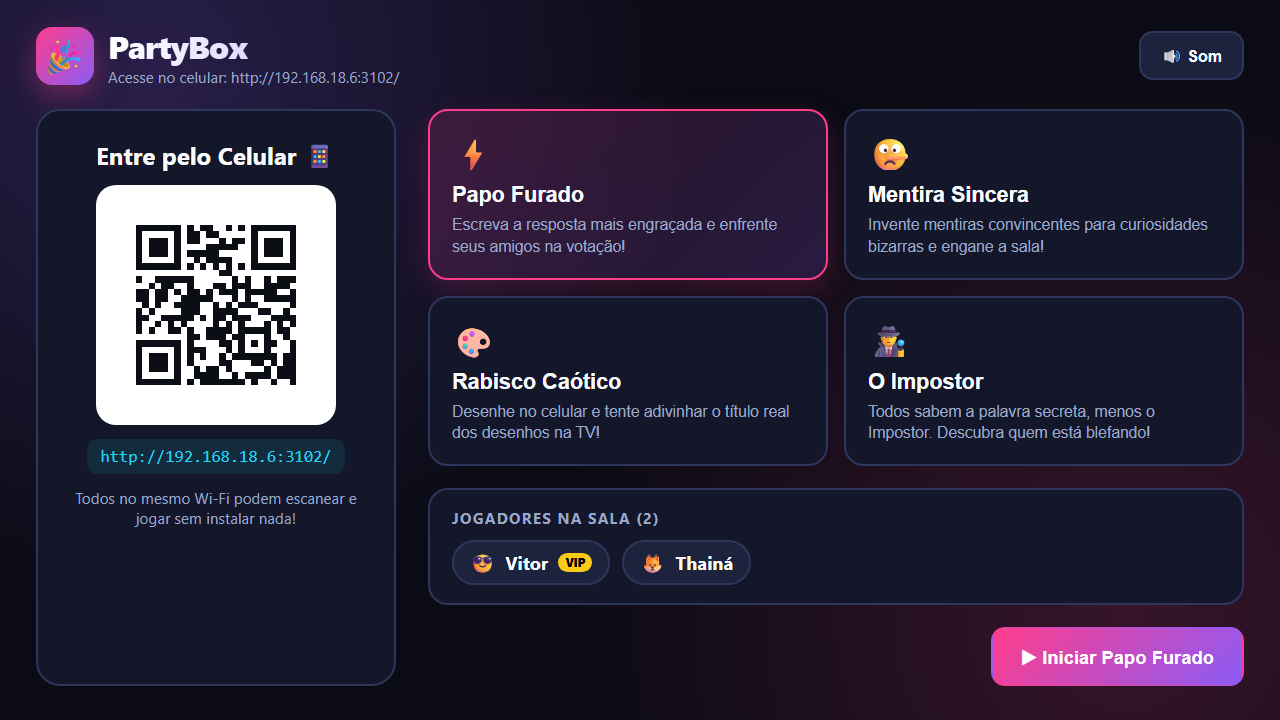 PartyBox
Acesse no celular: http://192.168.18.6:3102/
Som
Entre pelo Celular
http://192.168.18.6:3102/
Todos no mesmo Wi-Fi podem escanear e
jogar sem instalar nada!
Papo Furado
Escreva a resposta mais engraçada e enfrente
seus amigos na votação!
Mentira Sincera
Invente mentiras convincentes para curiosidades
bizarras e engane a sala!
Rabisco Caótico
Desenhe no celular e tente adivinhar o título real
dos desenhos na TV!
O Impostor
Todos sabem a palavra secreta, menos o
Impostor. Descubra quem está blefando!
JOGADORES NA SALA (2)
Vitor VIP
Thainá
Iniciar Papo Furado